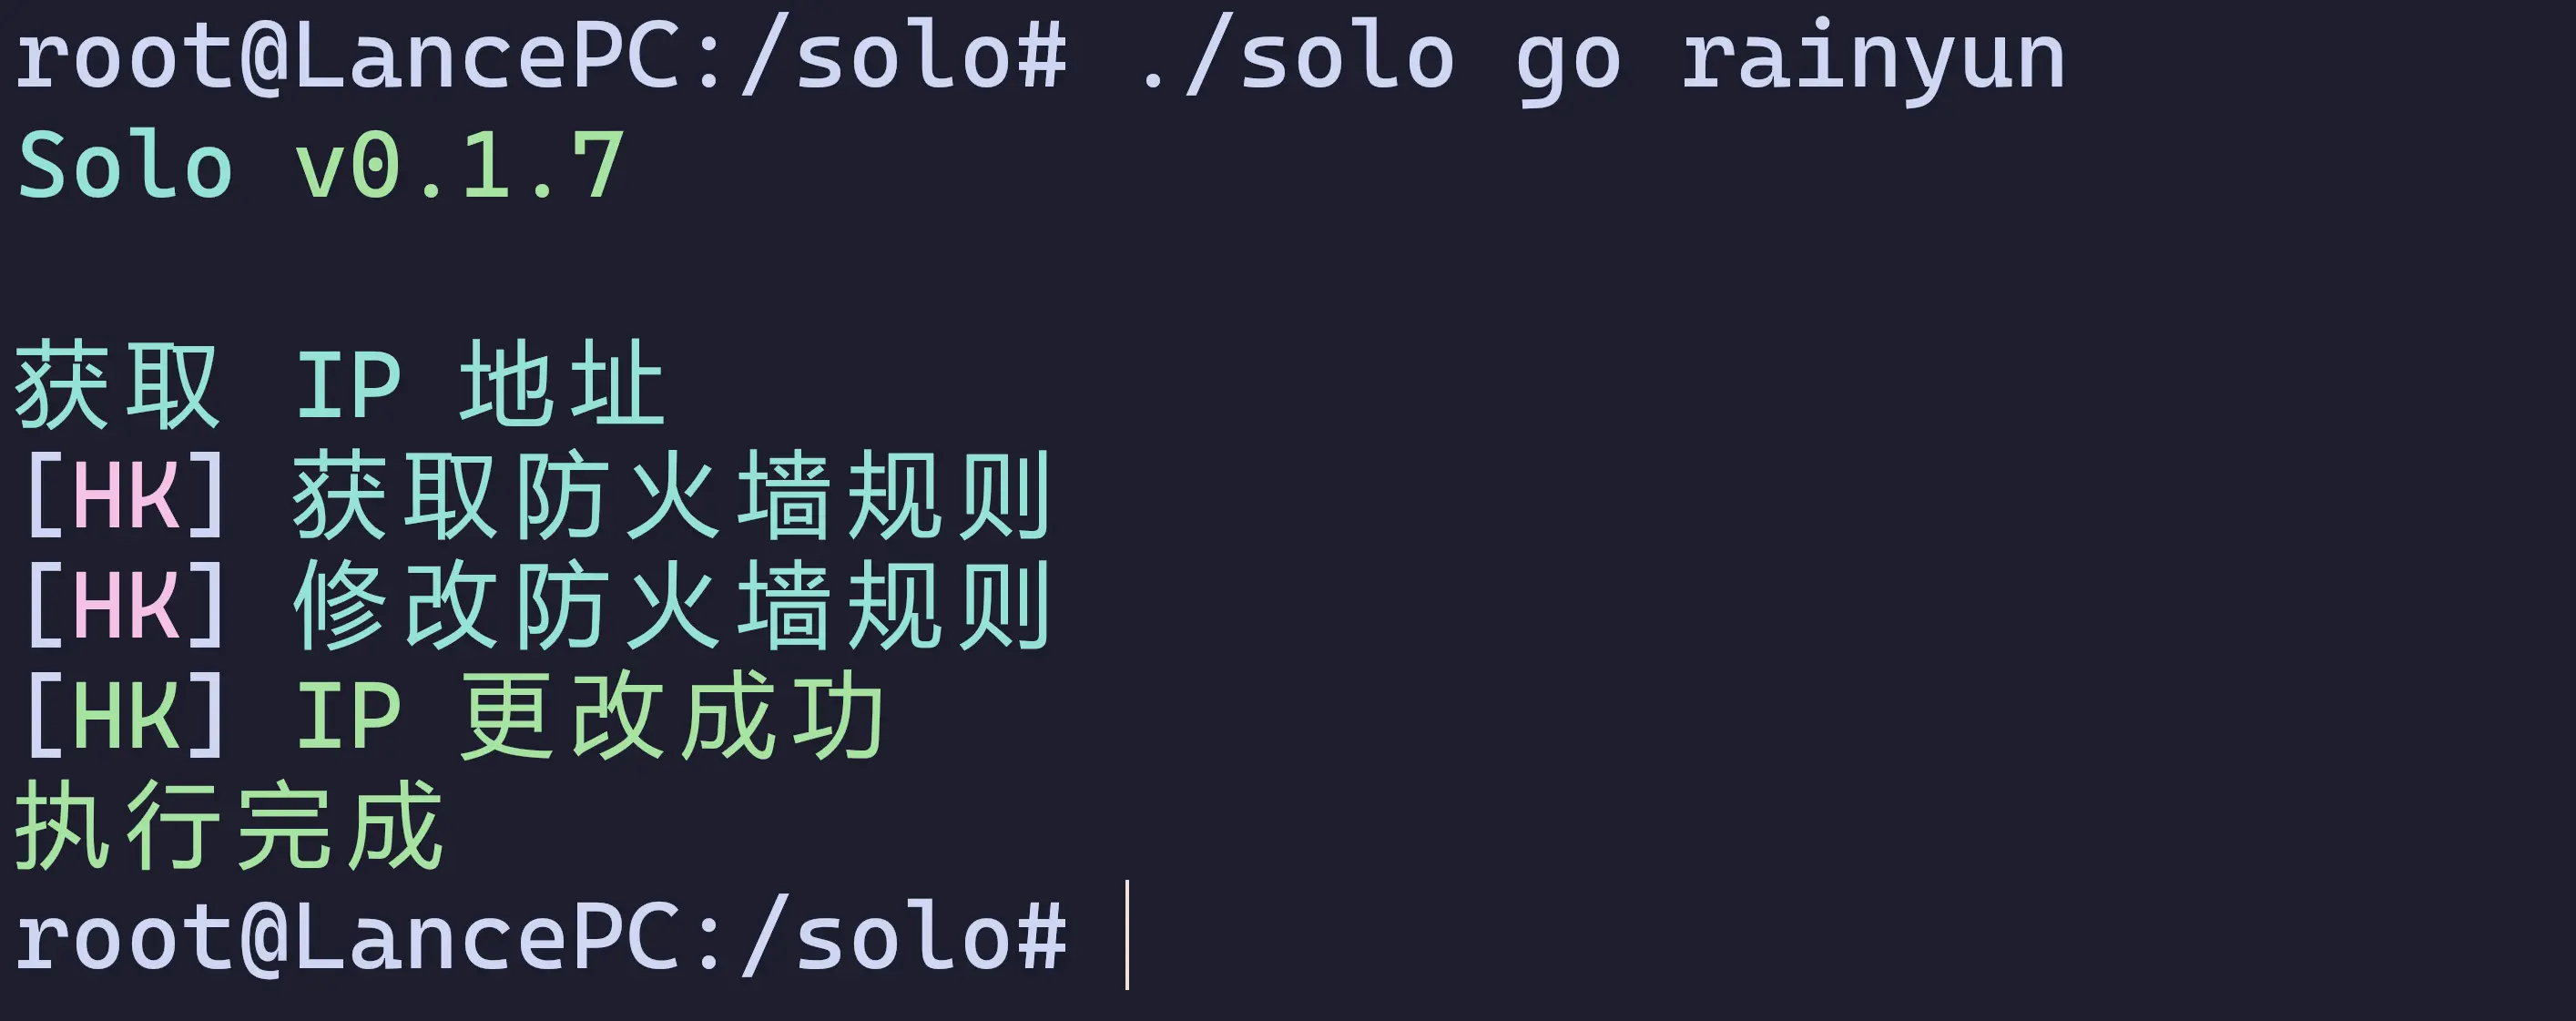 root@LancePC:/solo# ./solo go rainyun
Solo v0.1.7
获取 IP 地址
[HK] 获取防火墙规则
[HK] 修改防火墙规则
[HK] IP 更改成功
执行完成
root@LancePC:/solo#